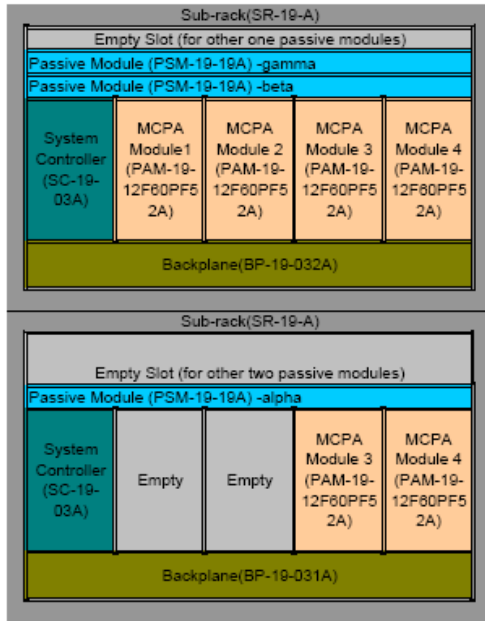 Sub-rack(SR-19-A)
Empty Slot (for other one passive modules)
Passive Module (PSM-19-19A) -gamma
Passive Module (PSM-19-19A) -beta
System
Controller
(SC-19-
03A)
MCPA
Module1
(PAM-19-
12F60PF5
2A)
MCPA
Module 2
(PAM-19-
12F60PF5
2A)
MCPA
Module 3
(PAM-19-
12F60PF5
2A)
MCPA
Module 4
(PAM-19-
12F60PF5
2A)
Backplane(BP-19-032A)
Sub-rack(SR-19-A)
Empty Slot (for other two passive modules)
Passive Module (PSM-19-19A) -alpha
System
Controller
(SC-19-
03A)
Empty
Empty
MCPA
Module 3
(PAM-19-
12F60PF5
2A)
MCPA
Module 4
(PAM-19-
12F60PF5
2A)
Backplane(BP-19-031A)